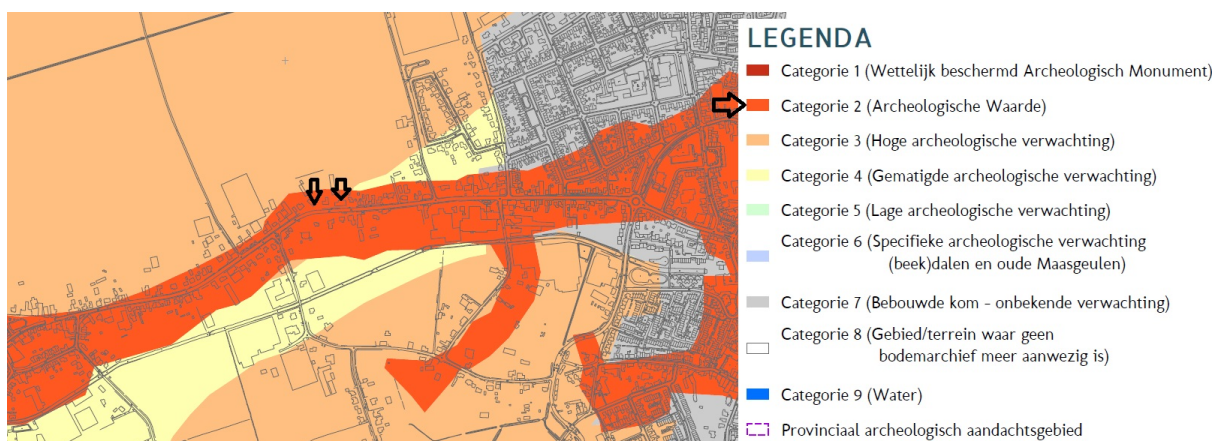 LEGENDA
Categorie 1 (Wettelijk beschermd Archeologisch Monument)
Categorie 2 (Archeologische Waarde)
Categorie 3 (Hoge archeologische verwachting)
Categorie 4 (Gematigde archeologische verwachting)
Categorie 5 (Lage archeologische verwachting)
Categorie 6 (Specifieke archeologische verwachting
(beek)dalen en oude Maasgeulen)
Categorie 7 (Bebouwde kom - onbekende verwachting)
Categorie 8 (Gebied/terrein waar geen
bodemarchief meer aanwezig is)
Categorie 9 (Water)
Provinciaal archeologisch aandachtsgebied